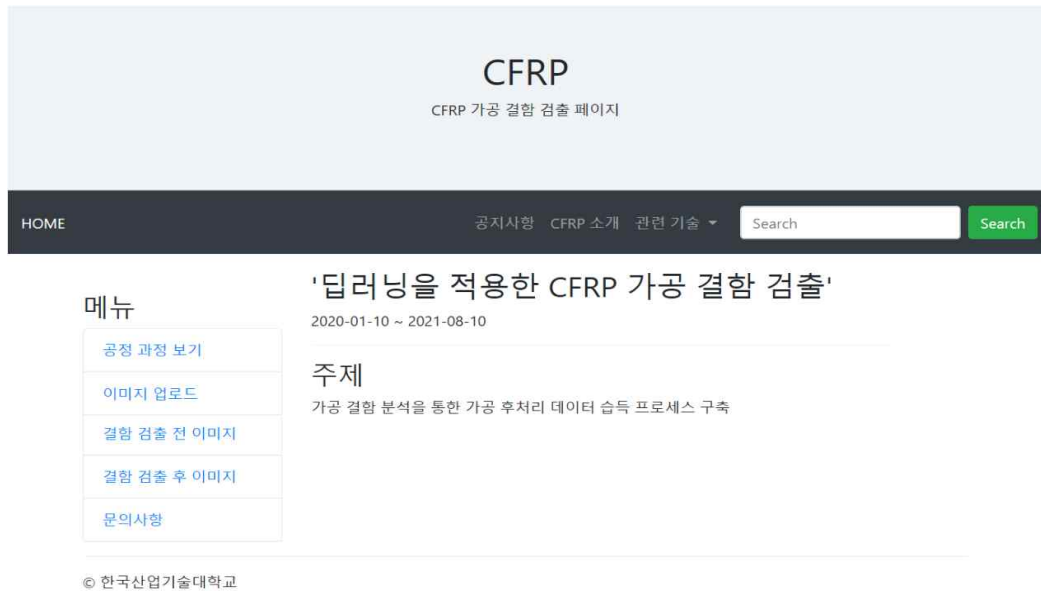 CFRP
CFRP 가공 결함 검출 페이지
HOME
공지사항 CFRP 소개 관련 기술 Search Search
메뉴
공정 과정 보기
이미지 업로드
결함 검출 전 이미지
결함 검출 후 이미지
문의사항
'딥러닝을 적용한 CFRP 가공 결함 검출'
2020-01-10 ~ 2021-08-10
주제
가공 결함 분석을 통한 가공 후처리 데이터 습득 프로세스 구축
© 한국산업기술대학교